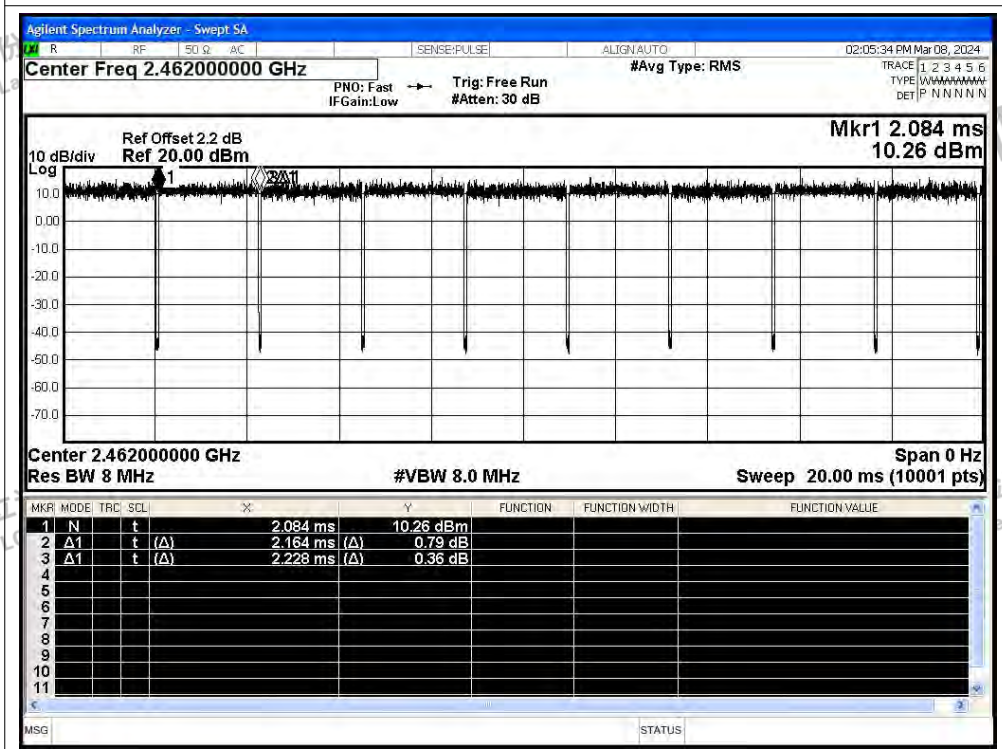 Agilent Spectrum Analyzer - Swept SA
LXI R RF 50 Ω AC SENSE:PULSE ALIGN AUTO 02:05:34 PM Mar 08, 2024
Center Freq 2.462000000 GHz #Avg Type: RMS TRACE 1 2 3 4 5 6
PNO: Fast Trig: Free Run TYPE WWWWWW
IFGain:Low #Atten: 30 dB DET P N N N N N
Mkr1 2.084 ms
10.26 dBm
Ref Offset 2.2 dB
10 dB/div Ref 20.00 dBm
Log
1 2Δ1
10.0
0.00
-10.0
-20.0
-30.0
-40.0
-50.0
-60.0
-70.0
Center 2.462000000 GHz Span 0 Hz
Res BW 8 MHz #VBW 8.0 MHz Sweep 20.00 ms (10001 pts)
MKR MODE TRC SCL X Y FUNCTION FUNCTION WIDTH FUNCTION VALUE
1 N t 2.084 ms 10.26 dBm
2 Δ1 t (Δ) 2.164 ms (Δ) 0.79 dB
3 Δ1 t (Δ) 2.228 ms (Δ) 0.36 dB
4
5
6
7
8
9
10
11
MSG STATUS